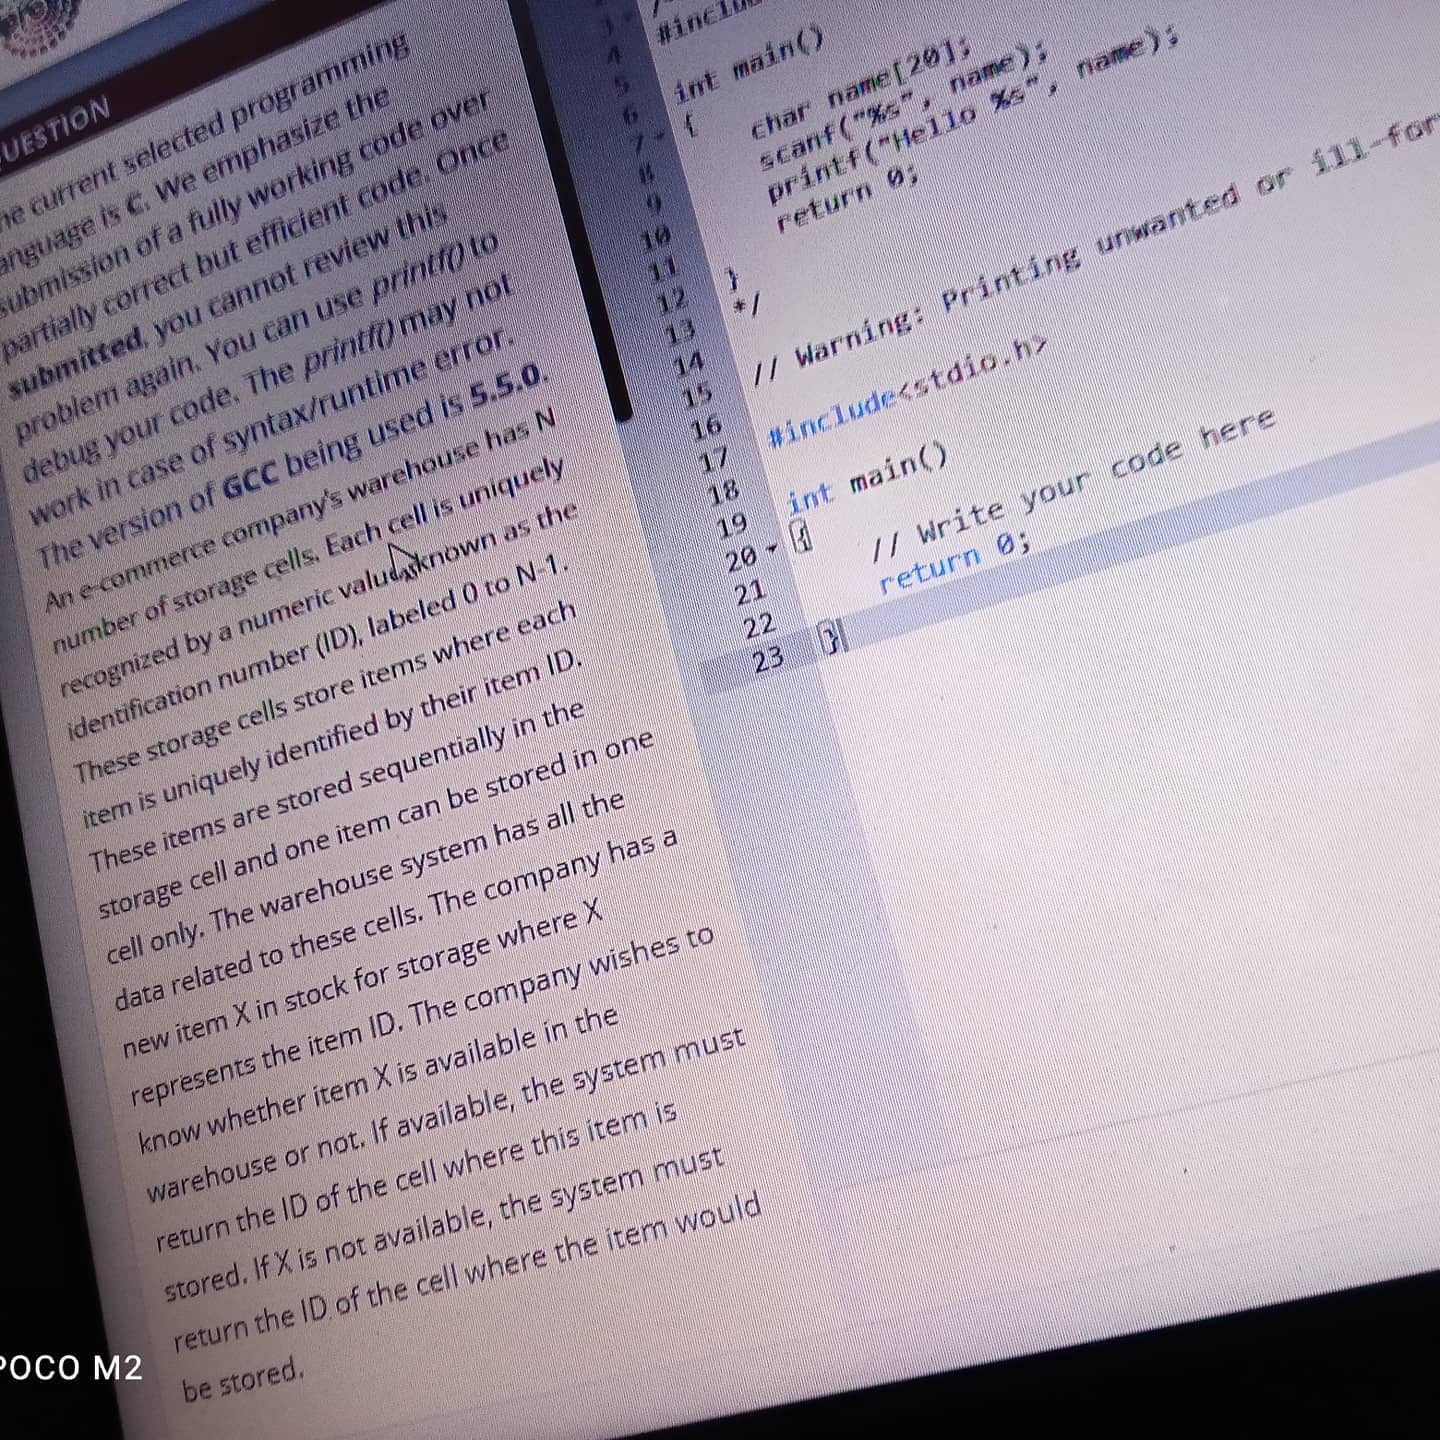 QUESTION
current selected programming
language is C. We emphasize the
submission of a fully working code over
partially correct but efficient code. Once
submitted, you cannot review this
problem again. You can use printf() to
debug your code. The printf() may not
work in case of syntax/runtime error.
The version of GCC being used is 5.5.0.
An e-commerce company's warehouse has N
number of storage cells. Each cell is uniquely
recognized by a numeric value known as the
identification number (ID), labeled 0 to N-1.
These storage cells store items where each
item is uniquely identified by their item ID.
These items are stored sequentially in the
storage cell and one item can be stored in one
cell only. The warehouse system has all the
data related to these cells. The company has a
new item X in stock for storage where X
represents the item ID. The company wishes to
know whether item X is available in the
warehouse or not. If available, the system must
return the ID of the cell where this item is
stored. If X is not available, the system must
return the ID of the cell where the item would
be stored.
4
5 int main()
6 {
7 char name[20];
8 scanf("%s", name);
9 printf("Hello %s", name);
10 return 0;
11
12 }
13 */
14
15 // Warning: Printing unwanted or ill-for
16
17 #include<stdio.h>
18
19 int main()
20 {
21 // Write your code here
22 return 0;
23 }
POCO M2